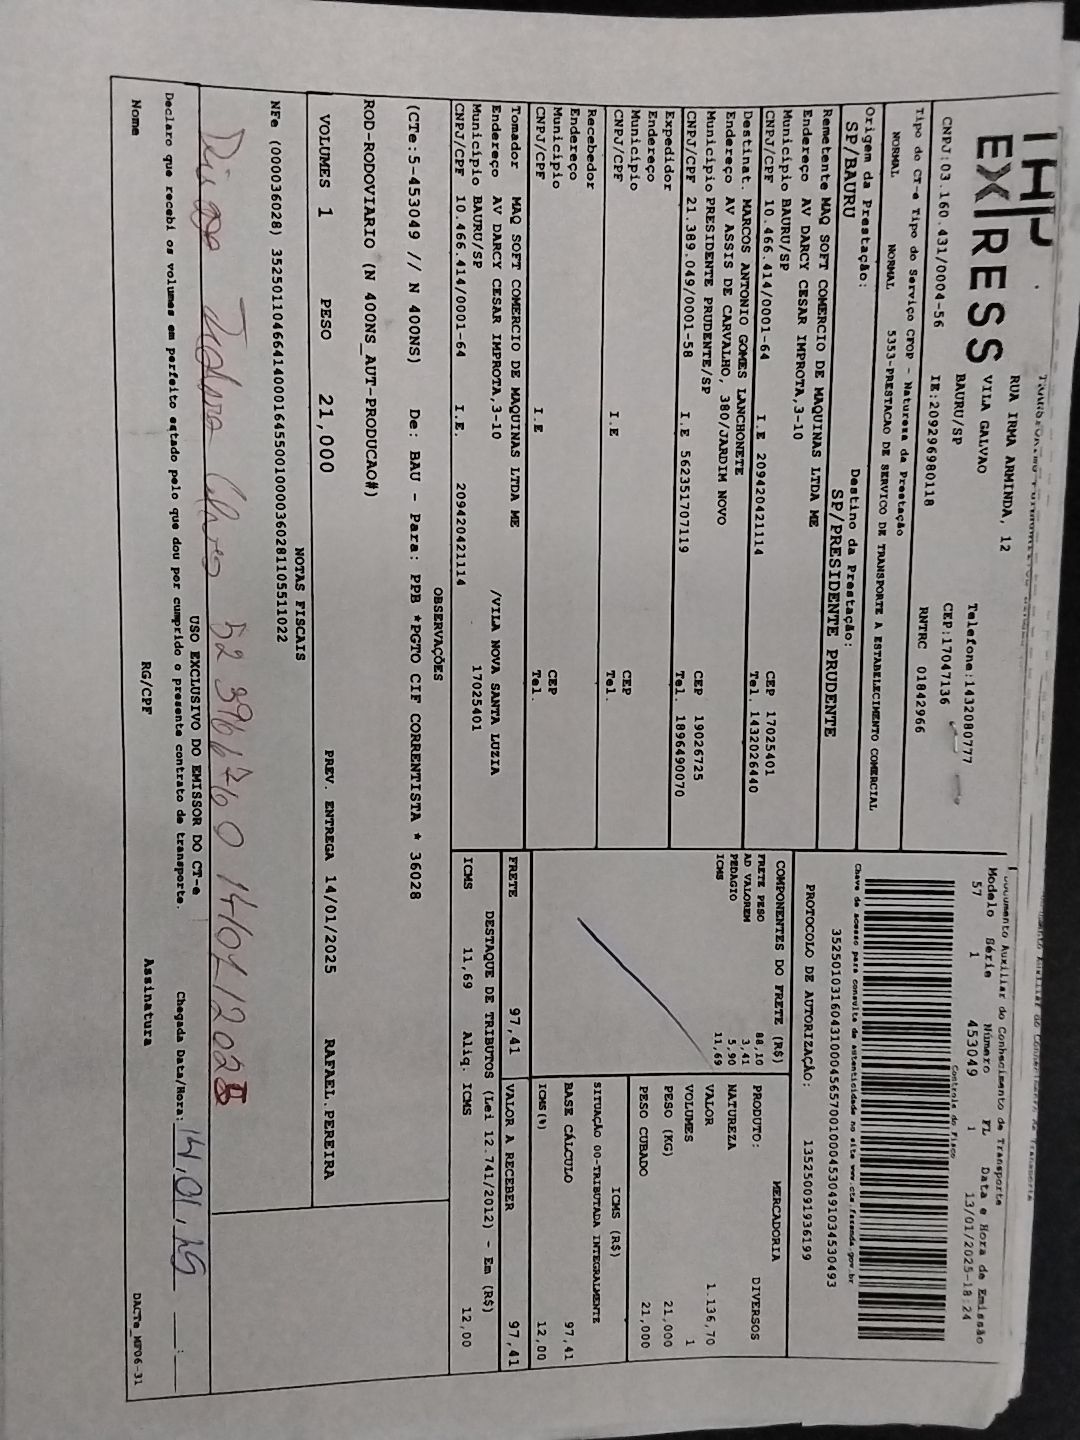 IHP
EXPRESS
RUA IRMA ARMINDA, 12
VILA GALVAO
BAURU/SP
Telefone:1432080777
CEP:17047136
CNPJ:03.160.431/0004-56
IE:209296980118
RNTRC 01842966
Tipo do CT-e Tipo do Serviço CFOP - Natureza da Prestação
NORMAL NORMAL 5353-PRESTACAO DE SERVICO DE TRANSPORTE A ESTABELECIMENTO COMERCIAL
Origem da Prestação: Destino da Prestação:
SP/BAURU SP/PRESIDENTE PRUDENTE
Documento Auxiliar do Conhecimento de Transporte
Modelo Série Número FL Data e Hora de Emissão
57 1 453049 1 13/01/2025-18:24
Controle do Fisco
Chave de acesso para consulta de autenticidade no site www.cte.fazenda.gov.br
35250103160431000456570010004530491034530493
PROTOCOLO DE AUTORIZAÇÃO: 135250091936199
Remetente MAQ SOFT COMERCIO DE MAQUINAS LTDA ME
Endereço AV DARCY CESAR IMPROTA,3-10
Município BAURU/SP CEP 17025401
CNPJ/CPF 10.466.414/0001-64 I.E 209420421114 Tel. 1432026440
Destinat. MARCOS ANTONIO GOMES LANCHONETE
Endereço AV ASSIS DE CARVALHO, 380/JARDIM NOVO
Município PRESIDENTE PRUDENTE/SP CEP 19026725
CNPJ/CPF 21.389.049/0001-58 I.E 562351707119 Tel. 1896490070
Expedidor
Endereço
Município CEP
CNPJ/CPF I.E Tel.
Recebedor
Endereço
Município CEP
CNPJ/CPF I.E Tel.
Tomador MAQ SOFT COMERCIO DE MAQUINAS LTDA ME
Endereço AV DARCY CESAR IMPROTA,3-10 /VILA NOVA SANTA LUZIA
Município BAURU/SP 17025401
CNPJ/CPF 10.466.414/0001-64 I.E. 209420421114
COMPONENTES DO FRETE (R$)
FRETE PESO 88,10
AD VALOREM 3,41
PEDAGIO 5,90
ICMS 11,69
MERCADORIA
PRODUTO: DIVERSOS
NATUREZA
VALOR 1.136,70
VOLUMES 1
PESO (KG) 21,000
PESO CUBADO 21,000
ICMS (R$)
SITUAÇÃO 00-TRIBUTADA INTEGRALMENTE
BASE CÁLCULO 97,41
ICMS(%) 12,00
FRETE 97,41 VALOR A RECEBER 97,41
DESTAQUE DE TRIBUTOS (Lei 12.741/2012) - Em (R$)
ICMS 11,69 Aliq. ICMS 12,00
OBSERVAÇÕES
(CTe:5-453049 // N 400NS) De: BAU - Para: PPB *PGTO CIF CORRENTISTA * 36028
ROD-RODOVIARIO (N 400NS_AUT-PRODUCAO#)
VOLUMES 1 PESO 21,000 PREV. ENTREGA 14/01/2025 RAFAEL.PEREIRA
NOTAS FISCAIS
NFe (000036028) 35250110466414000164550010000360281105511022
USO EXCLUSIVO DO EMISSOR DO CT-e
14/01/202
Declaro que recebi os volumes em perfeito estado pelo que dou por cumprido o presente contrato de transporte. Chegada Data/Hora: 14,01,25 __:__
Nome RG/CPF Assinatura
DACTe_MP06-31